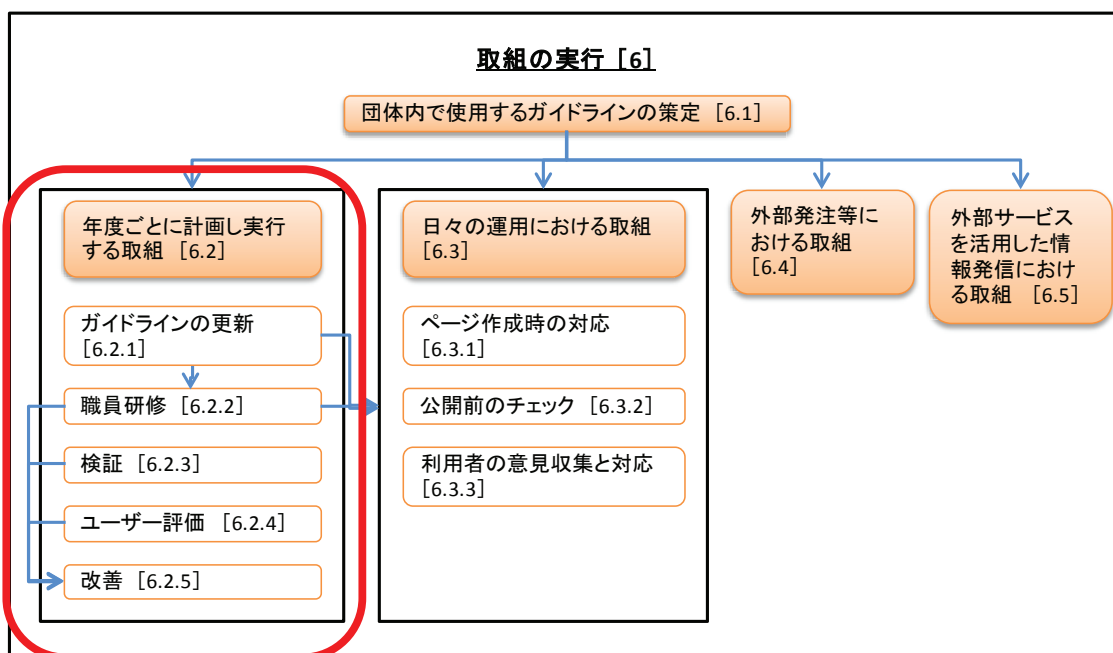 取組の実行 [6]
団体内で使用するガイドラインの策定 [6.1]
年度ごとに計画し実行
する取組 [6.2]
ガイドラインの更新
[6.2.1]
職員研修 [6.2.2]
検証 [6.2.3]
ユーザー評価 [6.2.4]
改善 [6.2.5]
日々の運用における取組
[6.3]
ページ作成時の対応
[6.3.1]
公開前のチェック [6.3.2]
利用者の意見収集と対応
[6.3.3]
外部発注等に
おける取組
[6.4]
外部サービス
を活用した情
報発信におけ
る取組 [6.5]